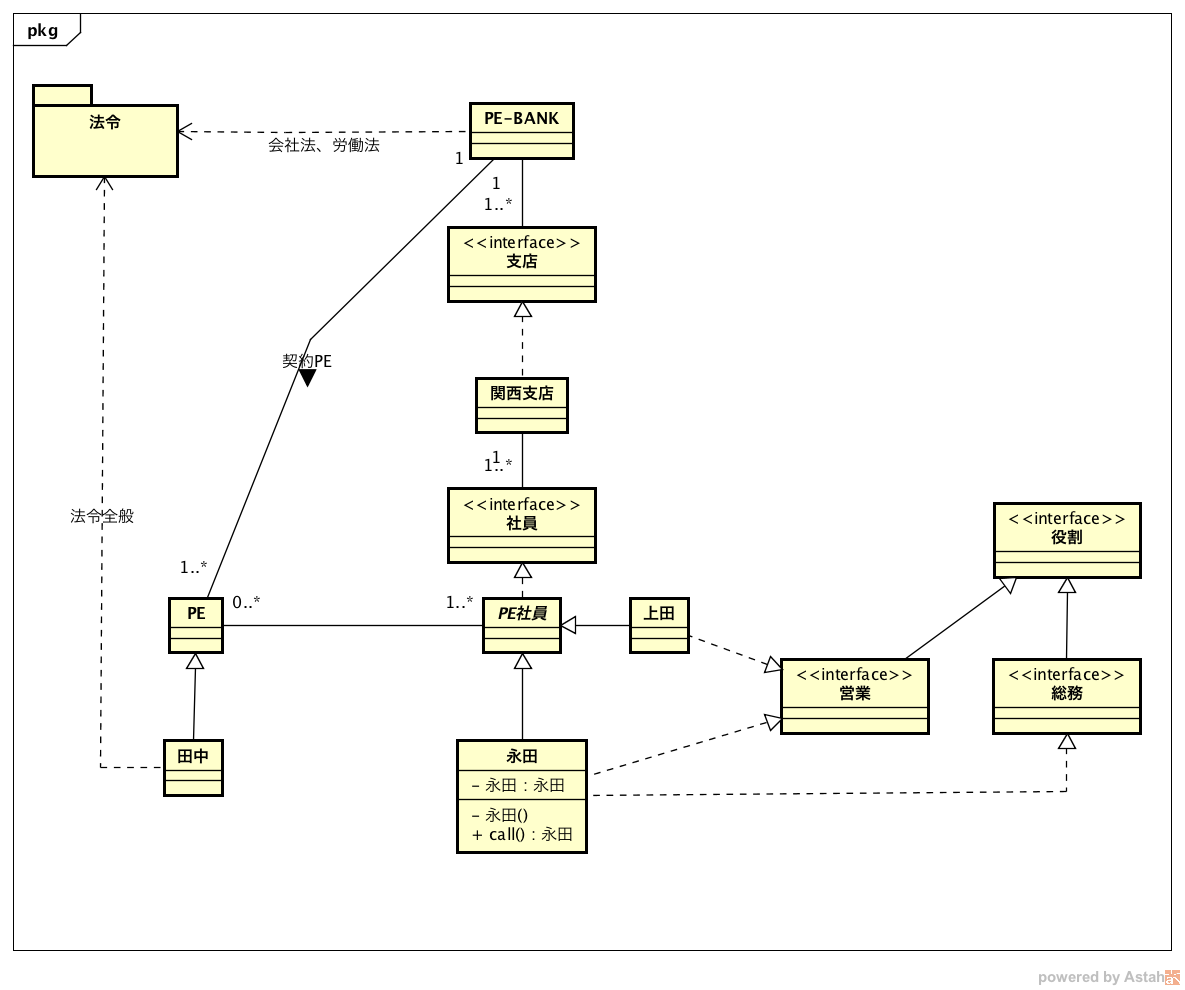 pkg
法令
PE-BANK
会社法、労働法
1
1
1..*
<<interface>>
支店
契約PE
関西支店
1
1..*
<<interface>>
社員
<<interface>>
役割
法令全般
1..*
0..*
1..*
PE
PE社員
上田
<<interface>>
営業
<<interface>>
総務
田中
永田
– 永田 : 永田
– 永田()
+ call() : 永田
powered by Astah